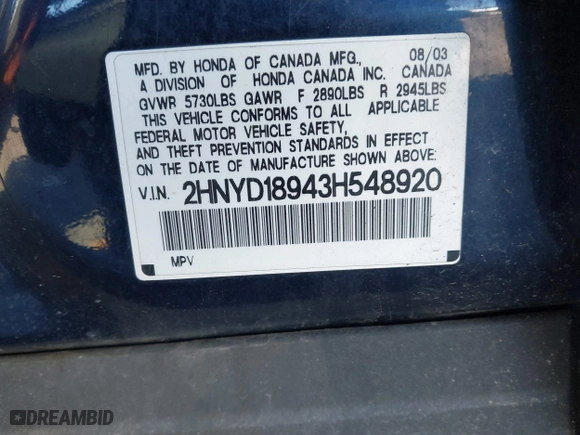 MFD. BY HONDA OF CANADA MFG., 08/03
A DIVISION OF HONDA CANADA INC. CANADA
GVWR 5730LBS GAWR F 2890LBS R 2945LBS
THIS VEHICLE CONFORMS TO ALL APPLICABLE
FEDERAL MOTOR VEHICLE SAFETY,
AND THEFT PREVENTION STANDARDS IN EFFECT
ON THE DATE OF MANUFACTURE SHOWN ABOVE:
V.I.N. 2HNYD18943H548920
MPV
DREAMBID